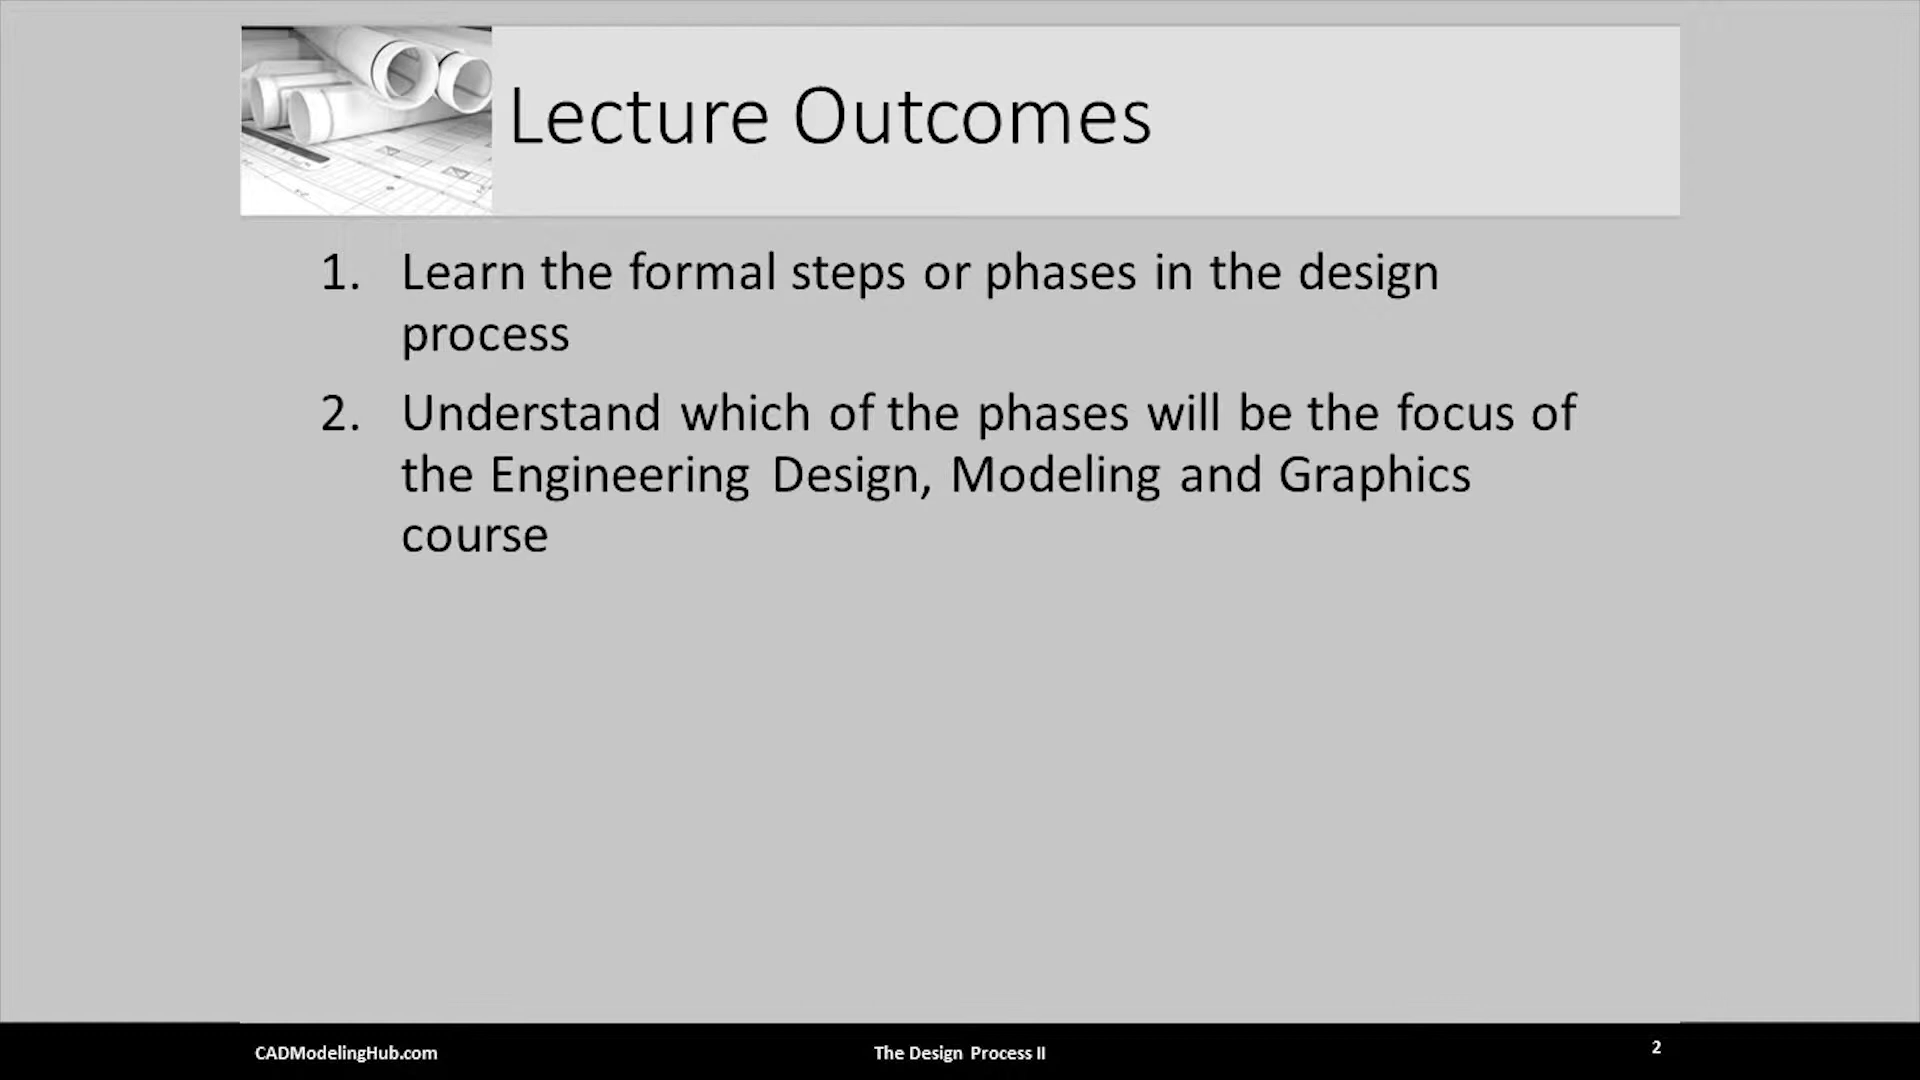 Lecture Outcomes
1. Learn the formal steps or phases in the design
process
2. Understand which of the phases will be the focus of
the Engineering Design, Modeling and Graphics
course
CADModelingHub.com
The Design Process II
2